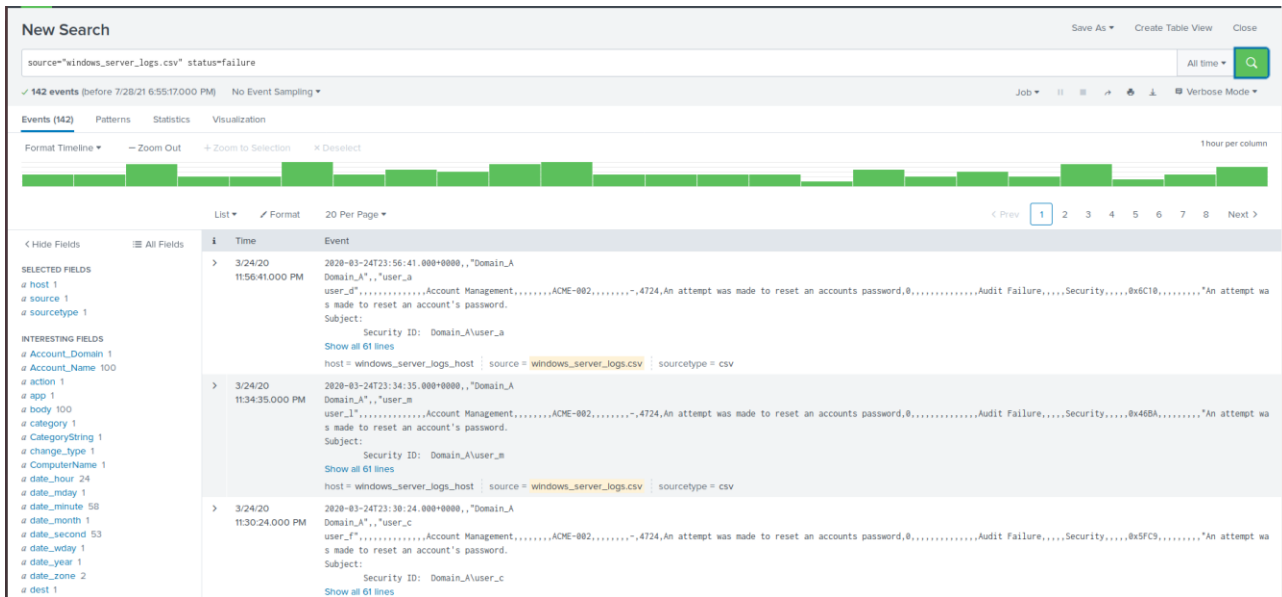 New Search
Save As ▾ Create Table View Close
source="windows_server_logs.csv" status=failure
All time ▾
✓ 142 events (before 7/28/21 6:55:17.000 PM) No Event Sampling ▾
Job ▾ Verbose Mode ▾
Events (142) Patterns Statistics Visualization
Format Timeline ▾ — Zoom Out + Zoom to Selection × Deselect
1 hour per column
List ▾ Format 20 Per Page ▾
< Prev 1 2 3 4 5 6 7 8 Next >
< Hide Fields All Fields
SELECTED FIELDS
a host 1
a source 1
a sourcetype 1
INTERESTING FIELDS
a Account_Domain 1
a Account_Name 100
a action 1
a app 1
a body 100
a category 1
a CategoryString 1
a change_type 1
a ComputerName 1
a date_hour 24
a date_mday 1
a date_minute 58
a date_month 1
a date_second 53
a date_wday 1
a date_year 1
a date_zone 2
a dest 1
i Time Event
> 3/24/20
11:56:41.000 PM
2020-03-24T23:56:41.000+0000,,"Domain_A
Domain_A",,"user_a
user_d",,,,,,,,,,,,,Account Management,,,,,,,,ACME-002,,,,,,,,-,4724,An attempt was made to reset an accounts password,0,,,,,,,,,,,,,,Audit Failure,,,,,Security,,,,,0x6C10,,,,,,,,"An attempt wa
s made to reset an account's password.
Subject:
Security ID: Domain_A\user_a
Show all 61 lines
host = windows_server_logs_host source = windows_server_logs.csv sourcetype = csv
> 3/24/20
11:34:35.000 PM
2020-03-24T23:34:35.000+0000,,"Domain_A
Domain_A",,"user_m
user_l",,,,,,,,,,,,,Account Management,,,,,,,,ACME-002,,,,,,,,-,4724,An attempt was made to reset an accounts password,0,,,,,,,,,,,,,,Audit Failure,,,,,Security,,,,,0x46BA,,,,,,,,"An attempt wa
s made to reset an account's password.
Subject:
Security ID: Domain_A\user_m
Show all 61 lines
host = windows_server_logs_host source = windows_server_logs.csv sourcetype = csv
> 3/24/20
11:30:24.000 PM
2020-03-24T23:30:24.000+0000,,"Domain_A
Domain_A",,"user_c
user_f",,,,,,,,,,,,,Account Management,,,,,,,,ACME-002,,,,,,,,-,4724,An attempt was made to reset an accounts password,0,,,,,,,,,,,,,,Audit Failure,,,,,Security,,,,,0x5FC9,,,,,,,,"An attempt wa
s made to reset an account's password.
Subject:
Security ID: Domain_A\user_c
Show all 61 lines